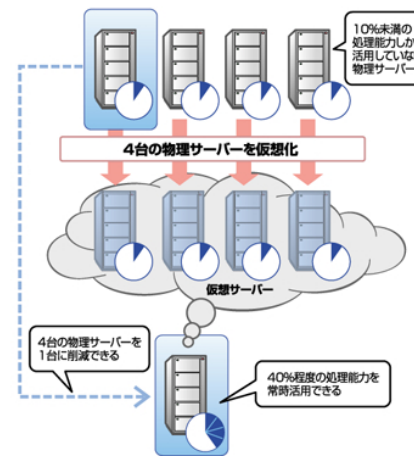 10%未満の
処理能力しか
活用していな
物理サーバー
4台の物理サーバーを仮想化
仮想サーバー
4台の物理サーバーを
1台に削減できる
40%程度の処理能力を
常時活用できる